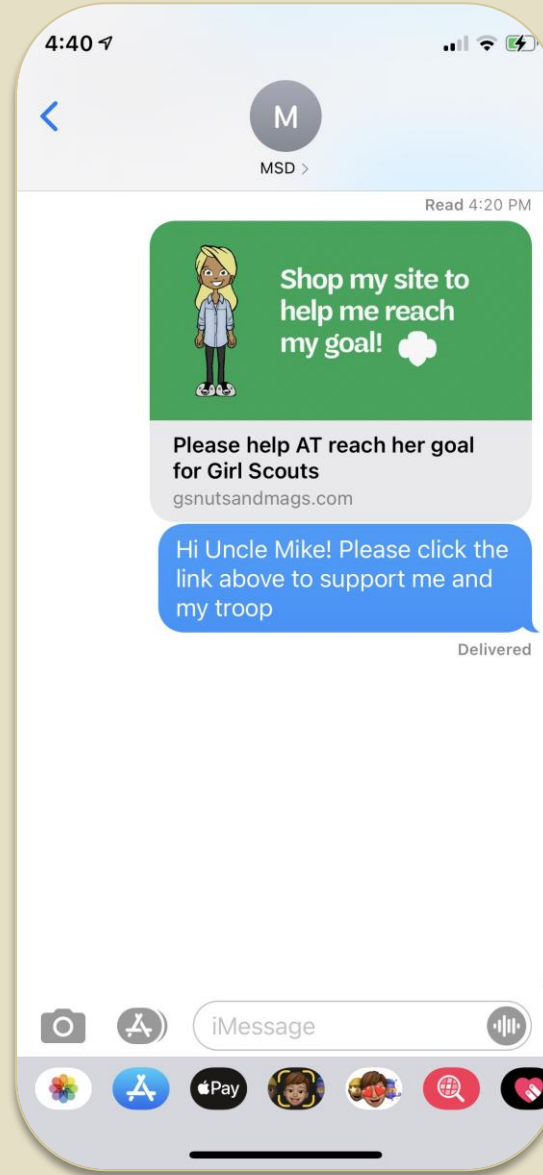 4:40
M
MSD >
Read 4:20 PM
Shop my site to
help me reach
my goal!
Please help AT reach her goal
for Girl Scouts
gsnutsandmags.com
Hi Uncle Mike! Please click the
link above to support me and
my troop
Delivered
iMessage
Pay